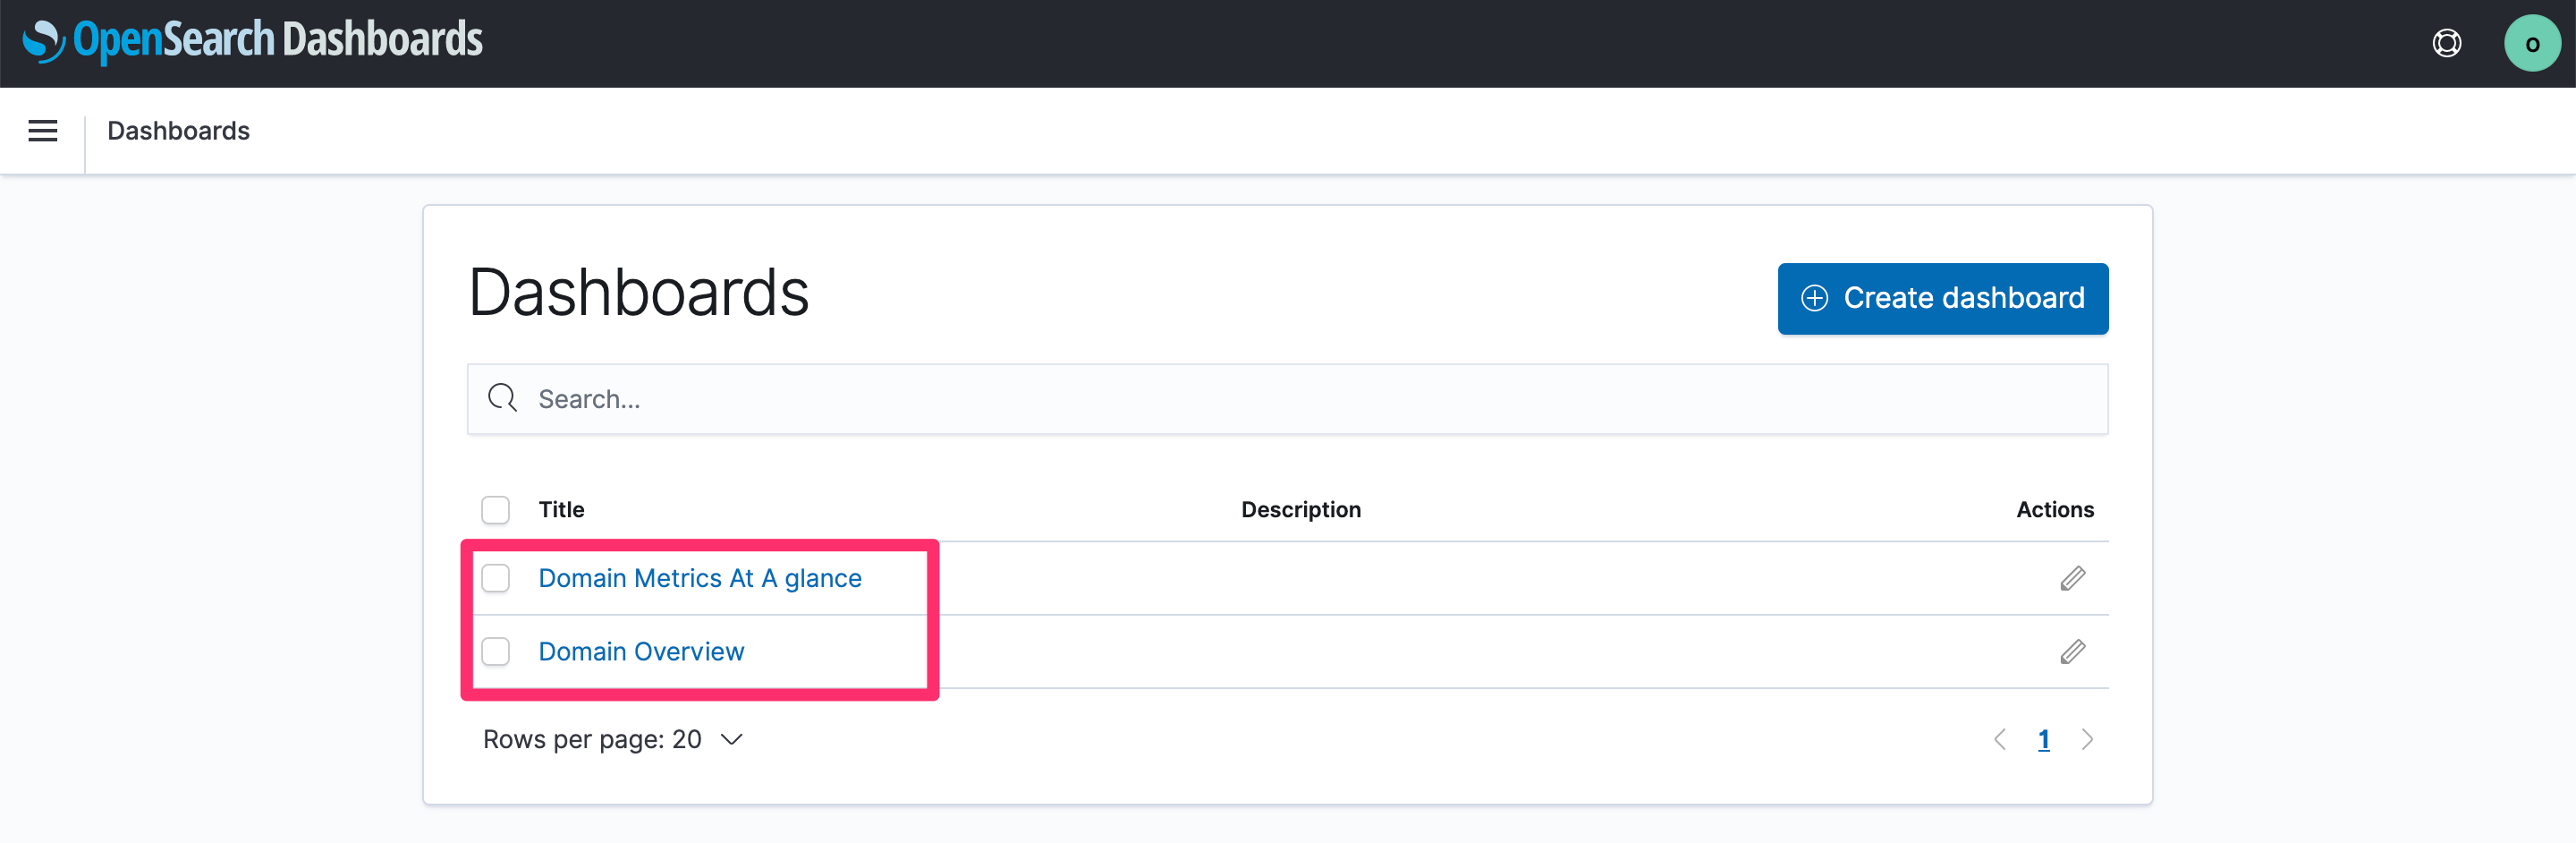 OpenSearch Dashboards
o
Dashboards
Dashboards
Create dashboard
Search...
Title Description Actions
Domain Metrics At A glance
Domain Overview
Rows per page: 20
1